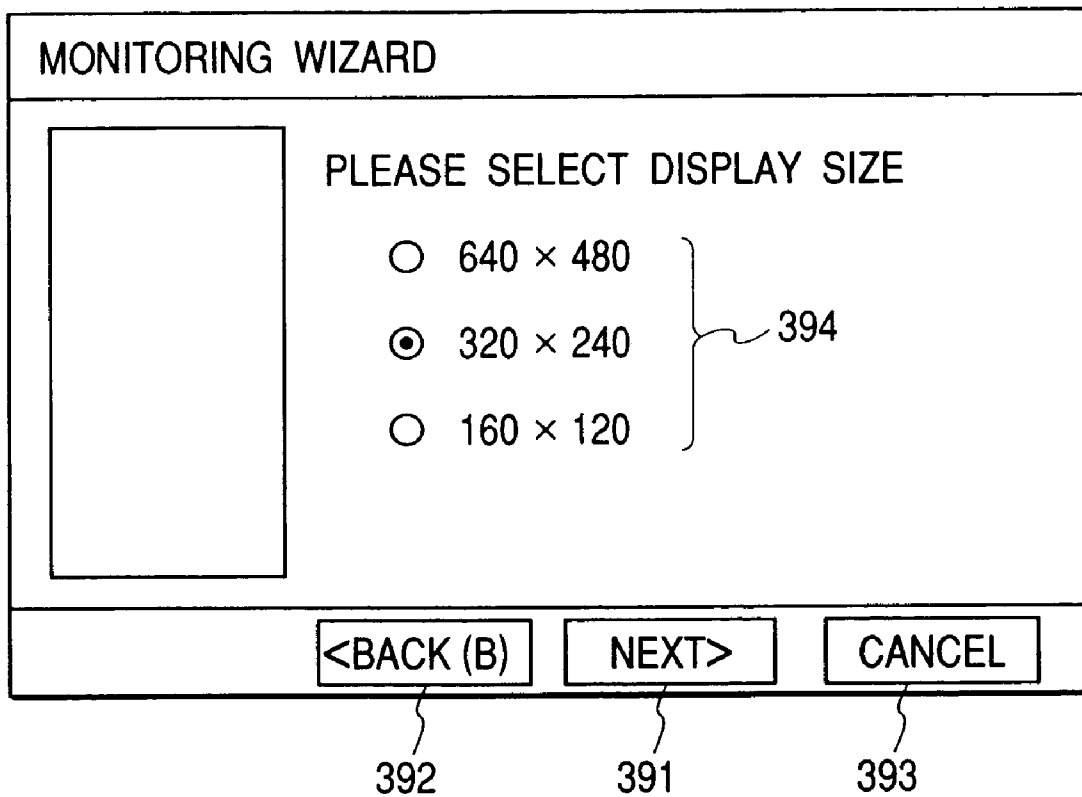 MONITORING WIZARD
PLEASE SELECT DISPLAY SIZE
640 × 480
320 × 240
160 × 120
394
<BACK (B)
NEXT>
CANCEL
392
391
393